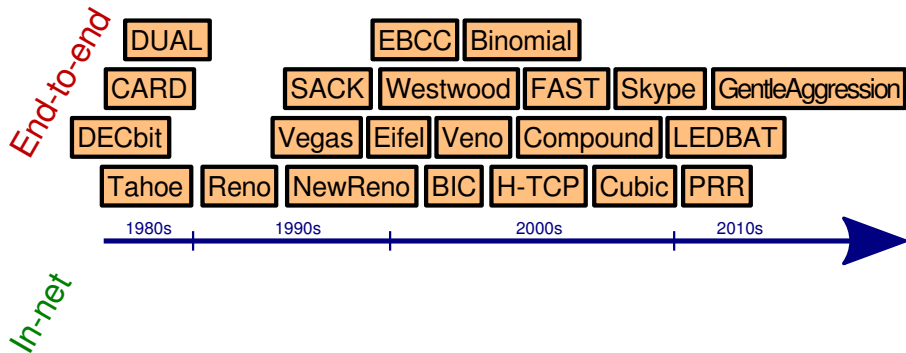 End-to-end
DUAL EBCC Binomial
CARD SACK Westwood FAST Skype GentleAggression
DECbit Vegas Eifel Veno Compound LEDBAT
Tahoe Reno NewReno BIC H-TCP Cubic PRR
1980s 1990s 2000s 2010s
In-net